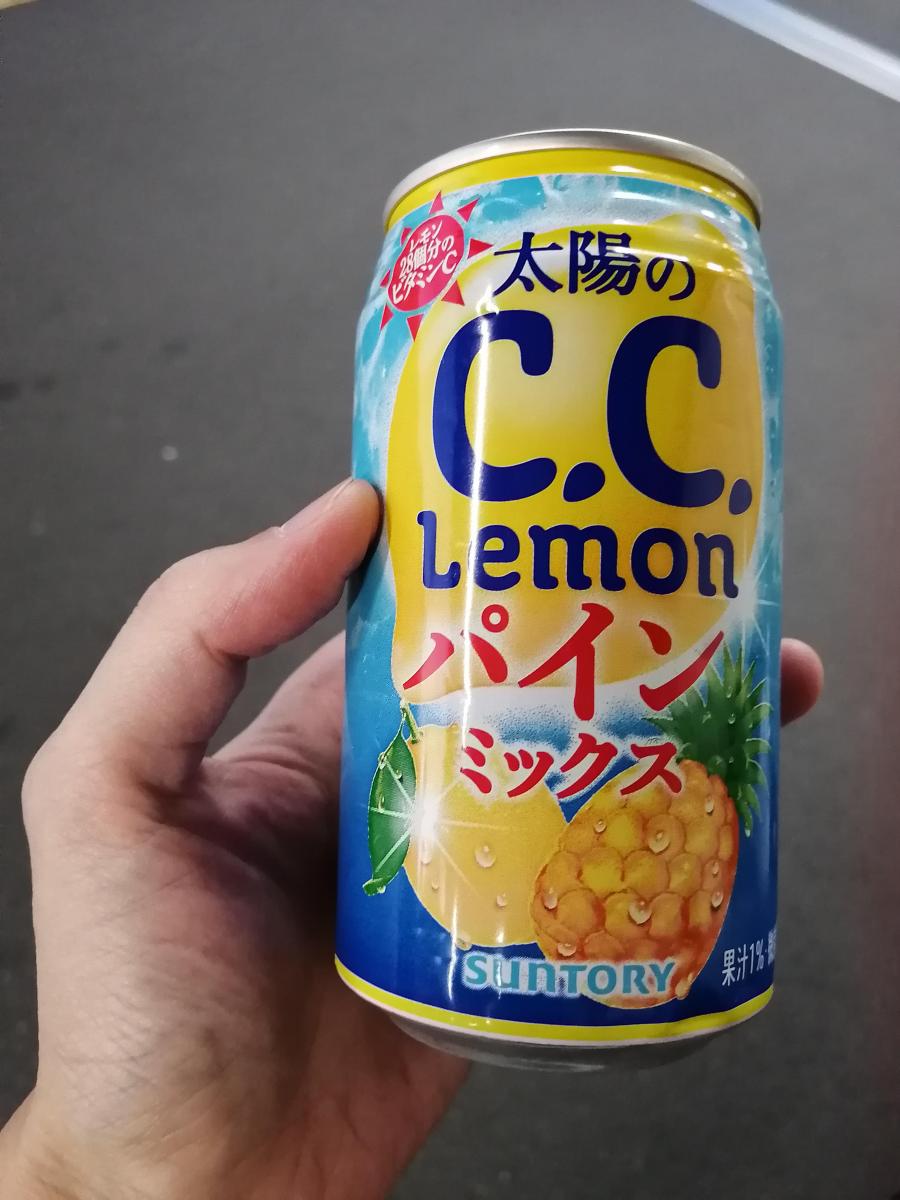 レモン
28個分の
ビタミンC
太陽の
C.C.
Lemon
パイン
ミックス
SUNTORY
果汁1%